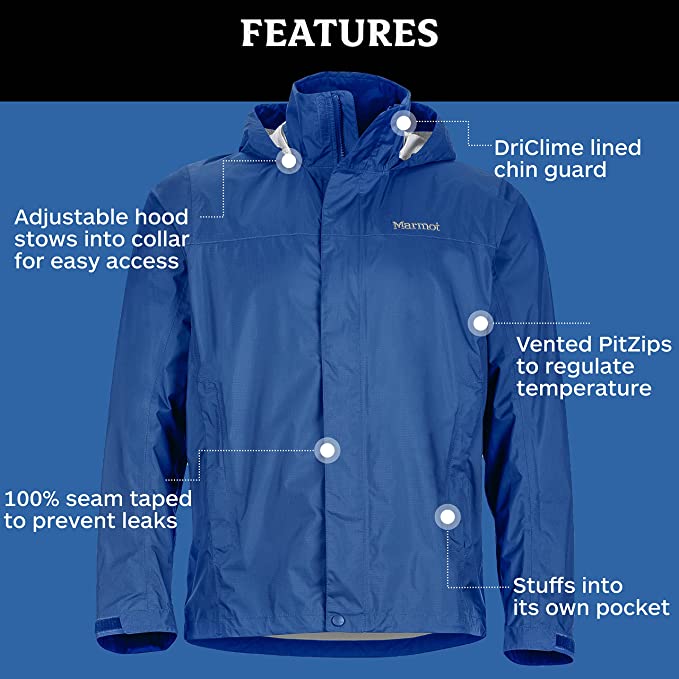 FEATURES
DriClime lined
chin guard
Adjustable hood
stows into collar
for easy access
Marmot
Vented PitZips
to regulate
temperature
100% seam taped
to prevent leaks
Stuffs into
its own pocket